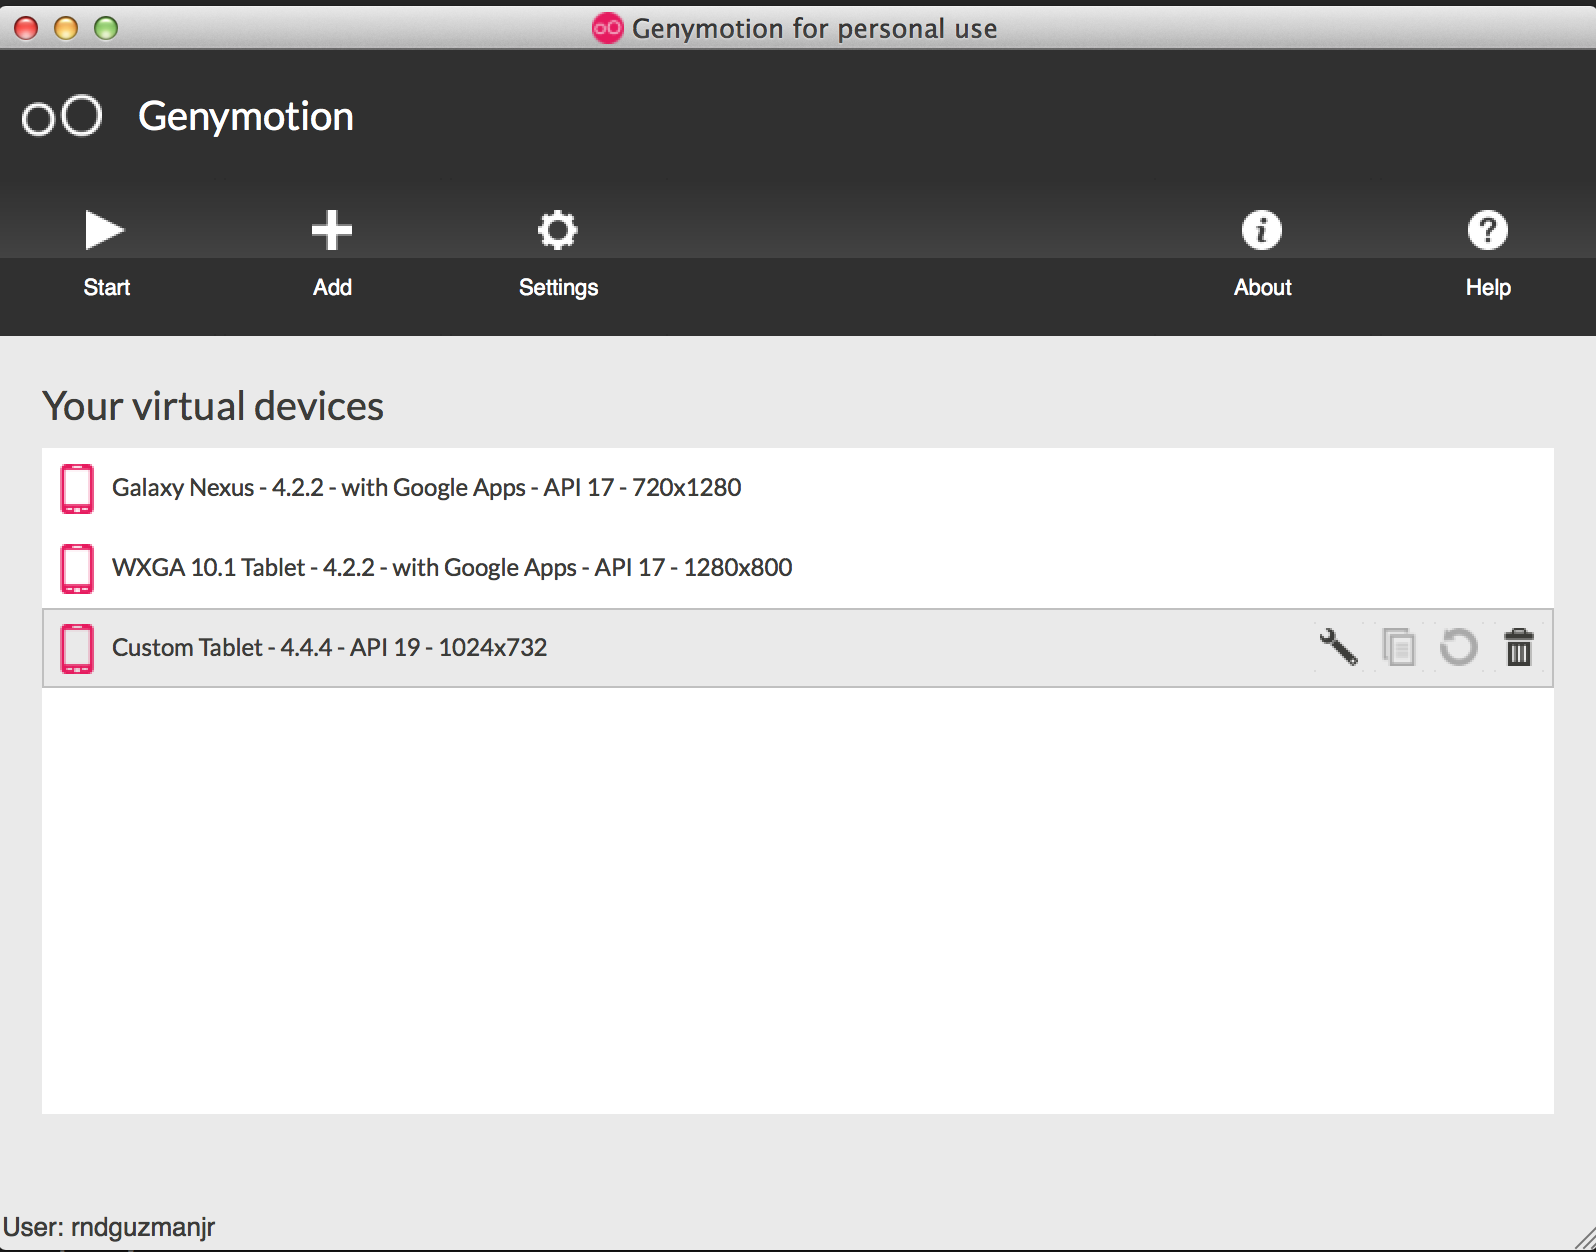 Genymotion for personal use
Genymotion
Start Add Settings About Help
Your virtual devices
Galaxy Nexus - 4.2.2 - with Google Apps - API 17 - 720x1280
WXGA 10.1 Tablet - 4.2.2 - with Google Apps - API 17 - 1280x800
Custom Tablet - 4.4.4 - API 19 - 1024x732
User: rndguzmanjr